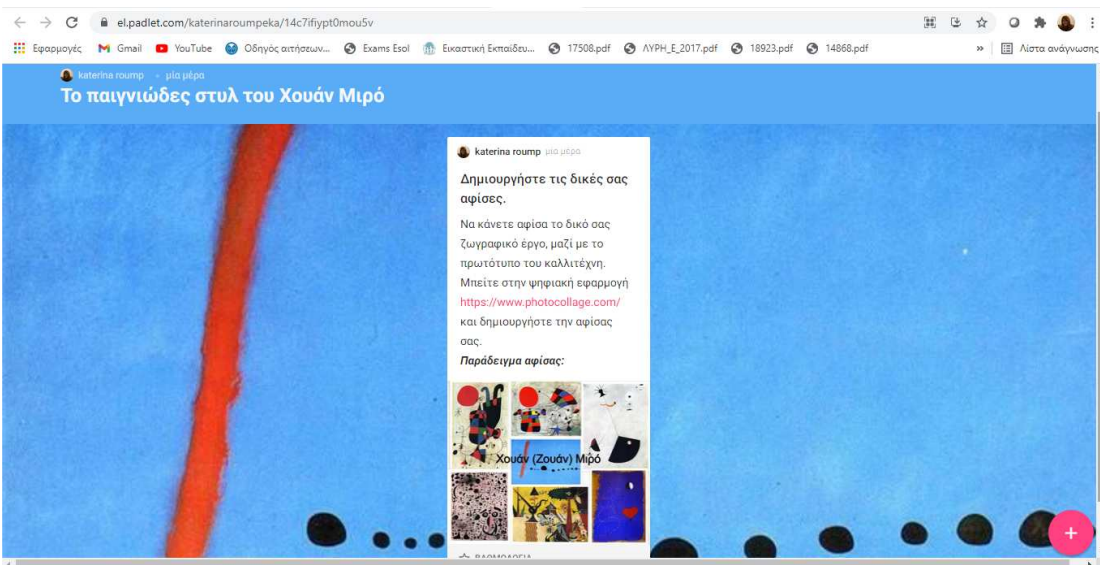 el.padlet.com/katerinaroumpeka/14c7ifiypt0mou5v
Εφαρμογές Gmail YouTube Οδηγός αιτήσεων... Exams Esol Εικαστική Εκπαίδευ... 17508.pdf ΛΥΡΗ_Ε_2017.pdf 18923.pdf 14868.pdf » Λίστα ανάγνωσης
katerina roump • μία μέρα
Το παιγνιώδες στυλ του Χουάν Μιρό
katerina roump μία μέρα
Δημιουργήστε τις δικές σας
αφίσες.
Να κάνετε αφίσα το δικό σας
ζωγραφικό έργο, μαζί με το
πρωτότυπο του καλλιτέχνη.
Μπείτε στην ψηφιακή εφαρμογή
https://www.photocollage.com/
και δημιουργήστε την αφίσας
σας.
Παράδειγμα αφίσας:
Χουάν (Ζουάν) Μιρό
ΒΑΘΜΟΛΟΓΙΑ